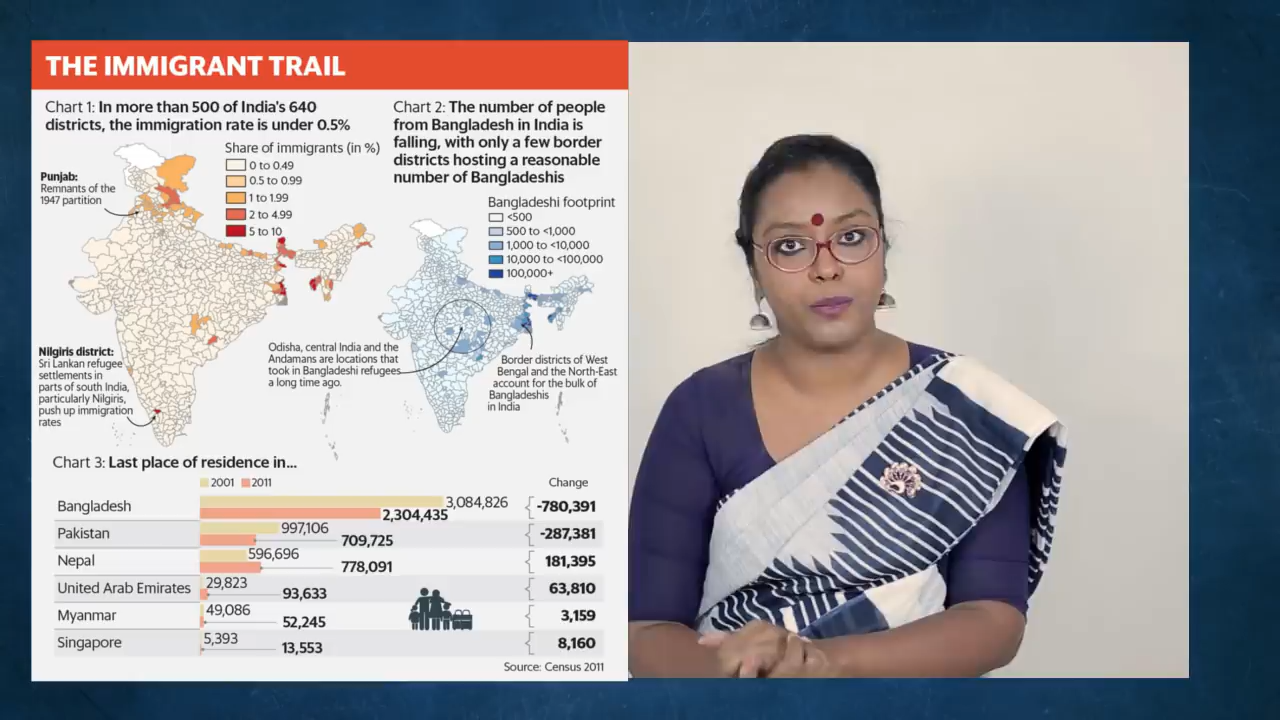 THE IMMIGRANT TRAIL
Chart 1: In more than 500 of India's 640
districts, the immigration rate is under 0.5%
Share of immigrants (in %)
0 to 0.49
0.5 to 0.99
1 to 1.99
2 to 4.99
5 to 10
Punjab:
Remnants of the
1947 partition
Nilgiris district:
Sri Lankan refugee
settlements in
parts of south India,
particularly Nilgiris,
push up immigration
rates
Chart 2: The number of people
from Bangladesh in India is
falling, with only a few border
districts hosting a reasonable
number of Bangladeshis
Bangladeshi footprint
<500
500 to <1,000
1,000 to <10,000
10,000 to <100,000
100,000+
Odisha, central India and the
Andamans are locations that
took in Bangladeshi refugees
a long time ago.
Border districts of West
Bengal and the North-East
account for the bulk of
Bangladeshis
in India
Chart 3: Last place of residence in...
2001 2011 Change
Bangladesh 3,084,826 2,304,435 -780,391
Pakistan 997,106 709,725 -287,381
Nepal 596,696 778,091 181,395
United Arab Emirates 29,823 93,633 63,810
Myanmar 49,086 52,245 3,159
Singapore 5,393 13,553 8,160
Source: Census 2011